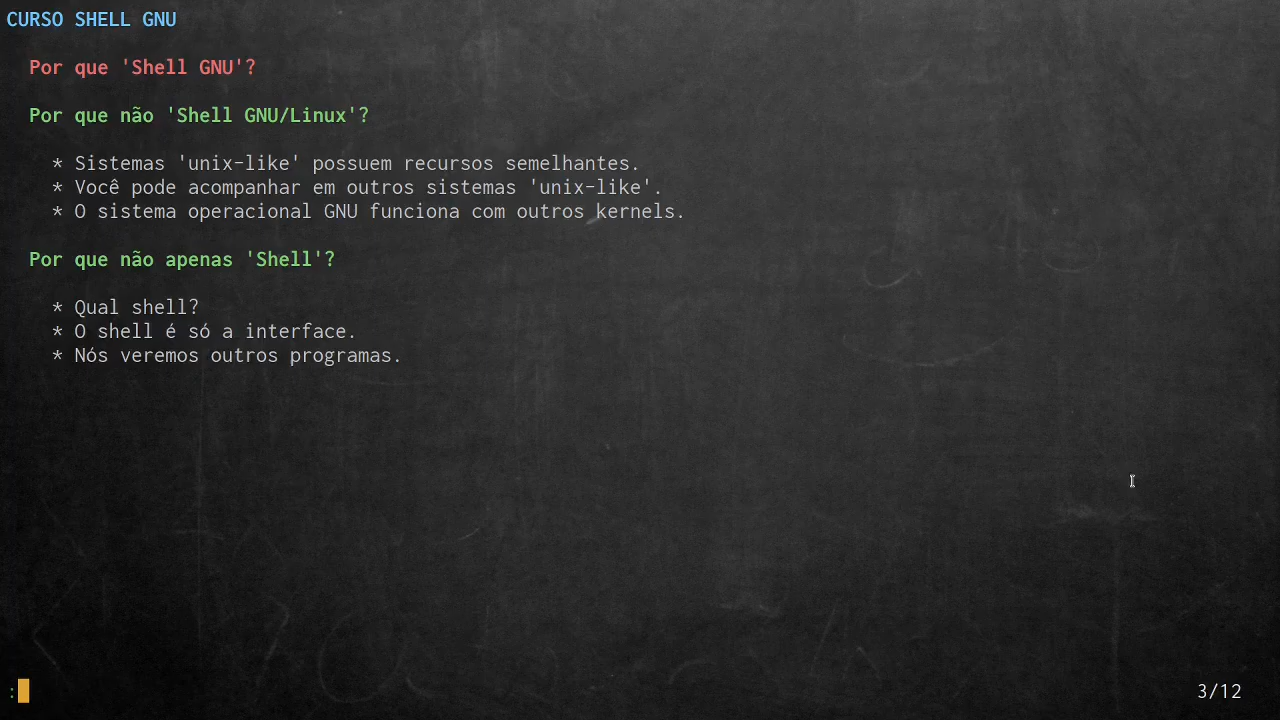 CURSO SHELL GNU
Por que 'Shell GNU'?
Por que não 'Shell GNU/Linux'?
* Sistemas 'unix-like' possuem recursos semelhantes.
* Você pode acompanhar em outros sistemas 'unix-like'.
* O sistema operacional GNU funciona com outros kernels.
Por que não apenas 'Shell'?
* Qual shell?
* O shell é só a interface.
* Nós veremos outros programas.
:
3/12